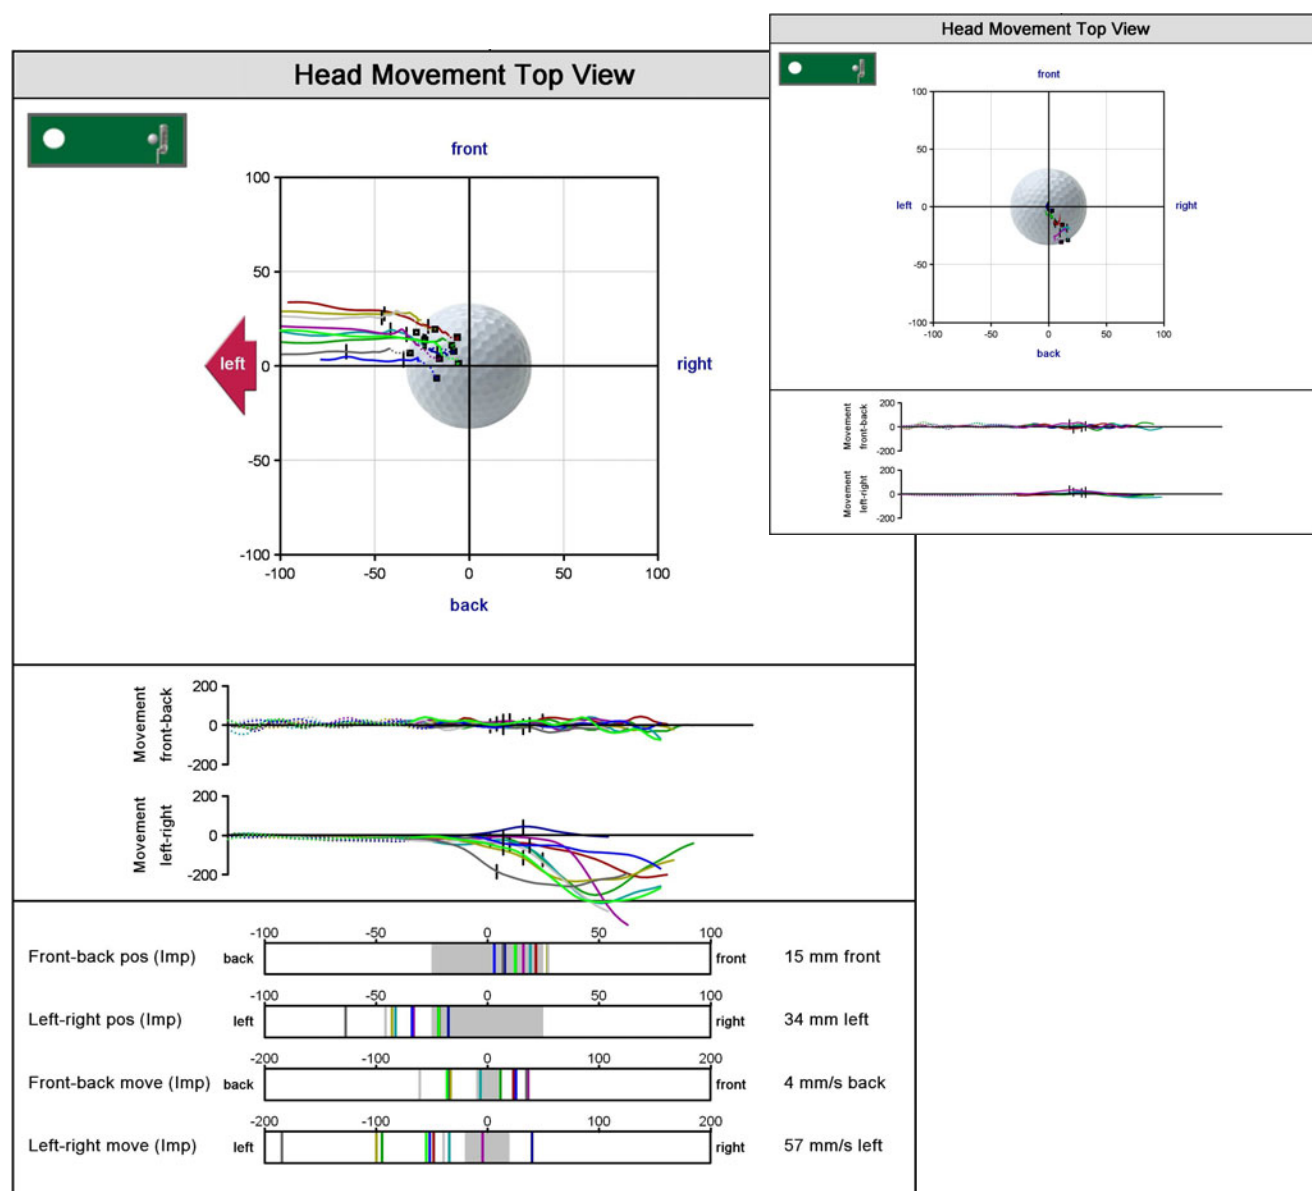 Head Movement Top View
front
100
50
0
-50
-100
left
right
-100 -50 0 50 100
back
Movement
front-back
200
0
-200
Movement
left-right
200
0
-200
-100 -50 0 50 100
Front-back pos (Imp) back front 15 mm front
-100 -50 0 50 100
Left-right pos (Imp) left right 34 mm left
-200 -100 0 100 200
Front-back move (Imp) back front 4 mm/s back
-200 -100 0 100 200
Left-right move (Imp) left right 57 mm/s left
Head Movement Top View
front
100
50
left 0 right
-50
-100
-100 -50 0 50 100
back
Movement
front-back
200
0
-200
Movement
left-right
200
0
-200